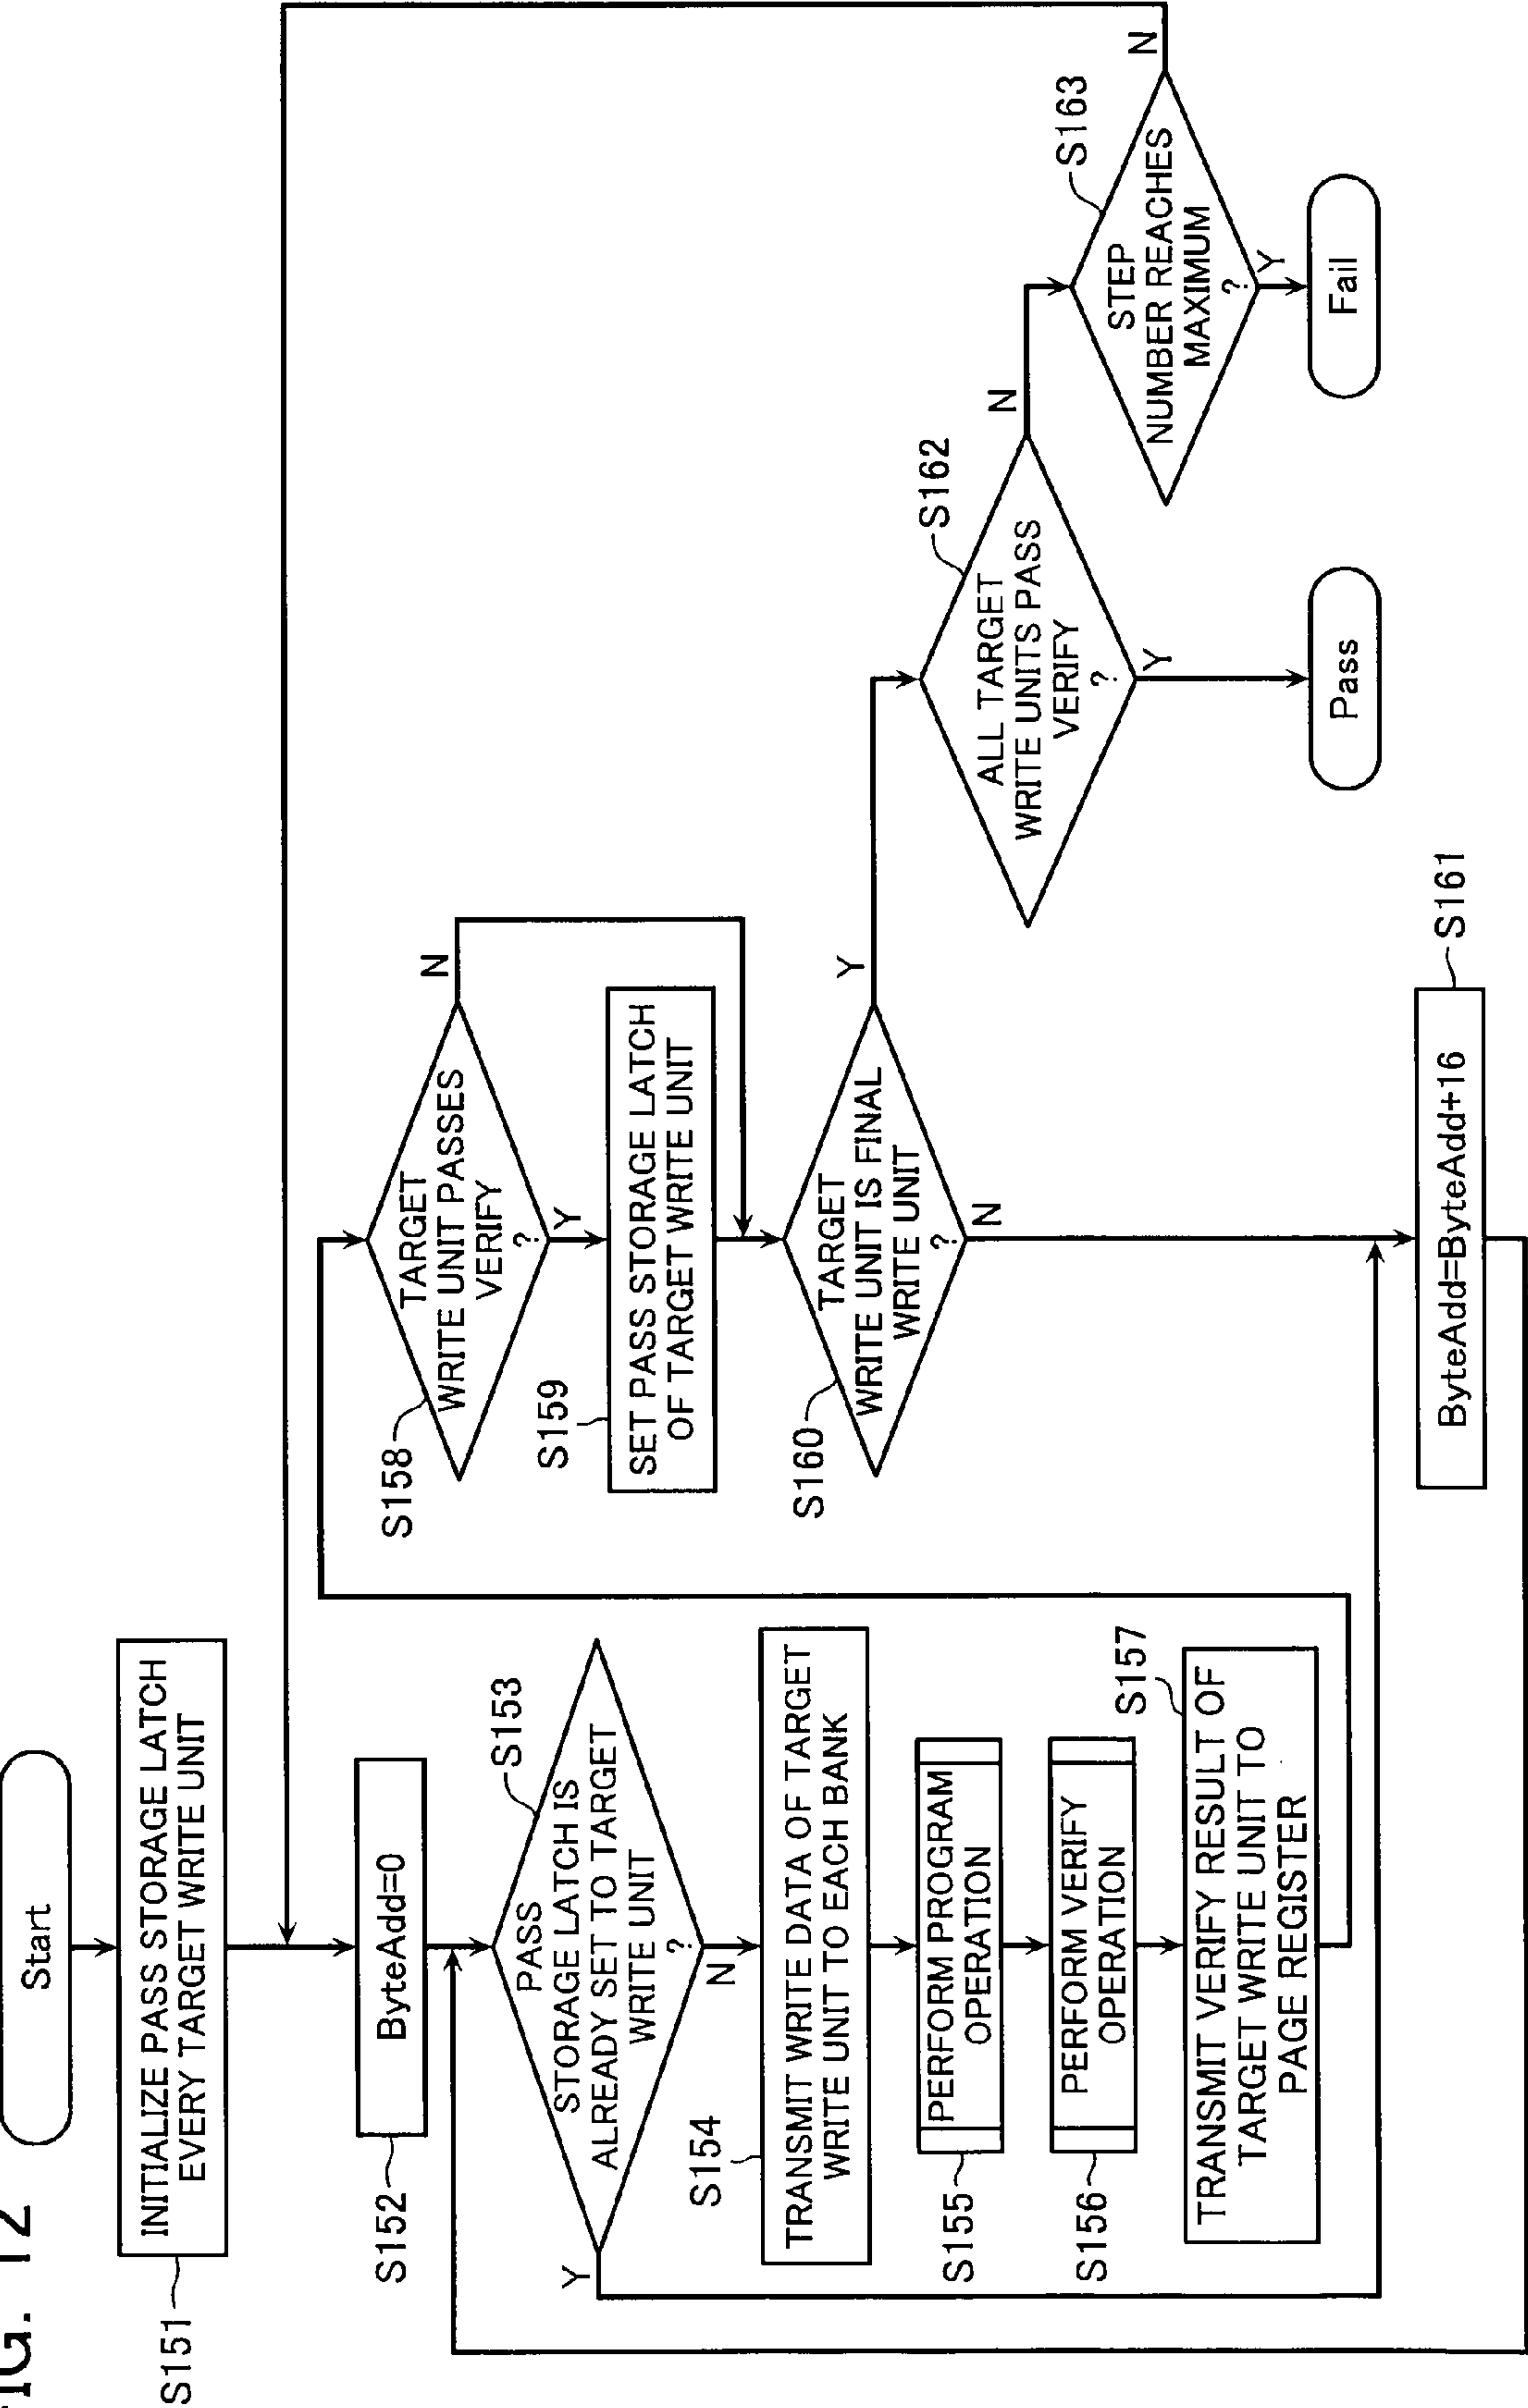 FIG. 12
Start
S151
INITIALIZE PASS STORAGE LATCH
EVERY TARGET WRITE UNIT
S152
ByteAdd=0
S153
PASS
STORAGE LATCH IS
ALREADY SET TO TARGET
WRITE UNIT
?
Y
N
S154
TRANSMIT WRITE DATA OF TARGET
WRITE UNIT TO EACH BANK
S155
PERFORM PROGRAM
OPERATION
S156
PERFORM VERIFY
OPERATION
S157
TRANSMIT VERIFY RESULT OF
TARGET WRITE UNIT TO
PAGE REGISTER
S158
TARGET
WRITE UNIT PASSES
VERIFY
?
N
Y
S159
SET PASS STORAGE LATCH
OF TARGET WRITE UNIT
S160
TARGET
WRITE UNIT IS FINAL
WRITE UNIT
?
Y
N
S161
ByteAdd=ByteAdd+16
S162
ALL TARGET
WRITE UNITS PASS
VERIFY
?
N
Y
Pass
S163
STEP
NUMBER REACHES
MAXIMUM
?
N
Y
Fail